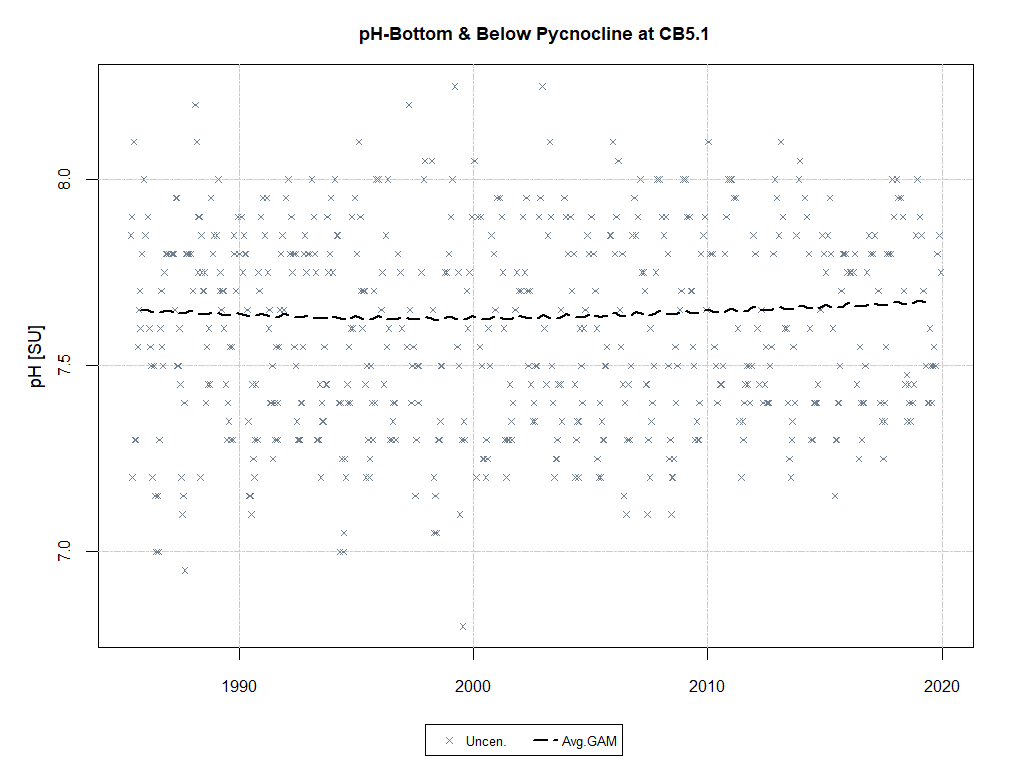 pH-Bottom & Below Pycnocline at CB5.1
pH [SU]
8.0
7.5
7.0
1990 2000 2010 2020
Uncen. Avg.GAM